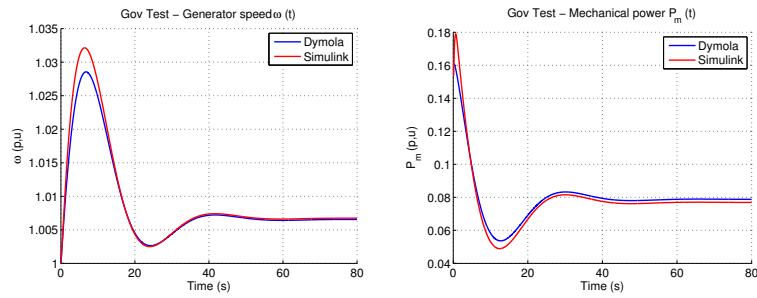 Gov Test – Generator speed ω (t)
1.035
1.03
1.025
1.02
1.015
1.01
1.005
1
0 20 40 60 80
Time (s)
ω (p,u)
Dymola
Simulink
Gov Test – Mechanical power P_m (t)
0.18
0.16
0.14
0.12
0.1
0.08
0.06
0.04
0 20 40 60 80
Time (s)
P_m (p,u)
Dymola
Simulink